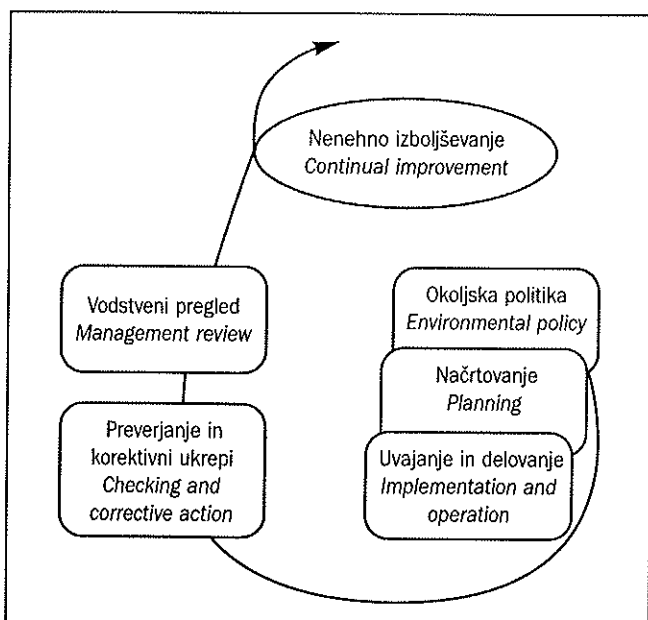 Nenehno izboljševanje
Continual improvement
Vodstveni pregled
Management review
Okoljska politika
Environmental policy
Načrtovanje
Planning
Preverjanje in
korektivni ukrepi
Checking and
corrective action
Uvajanje in delovanje
Implementation and
operation